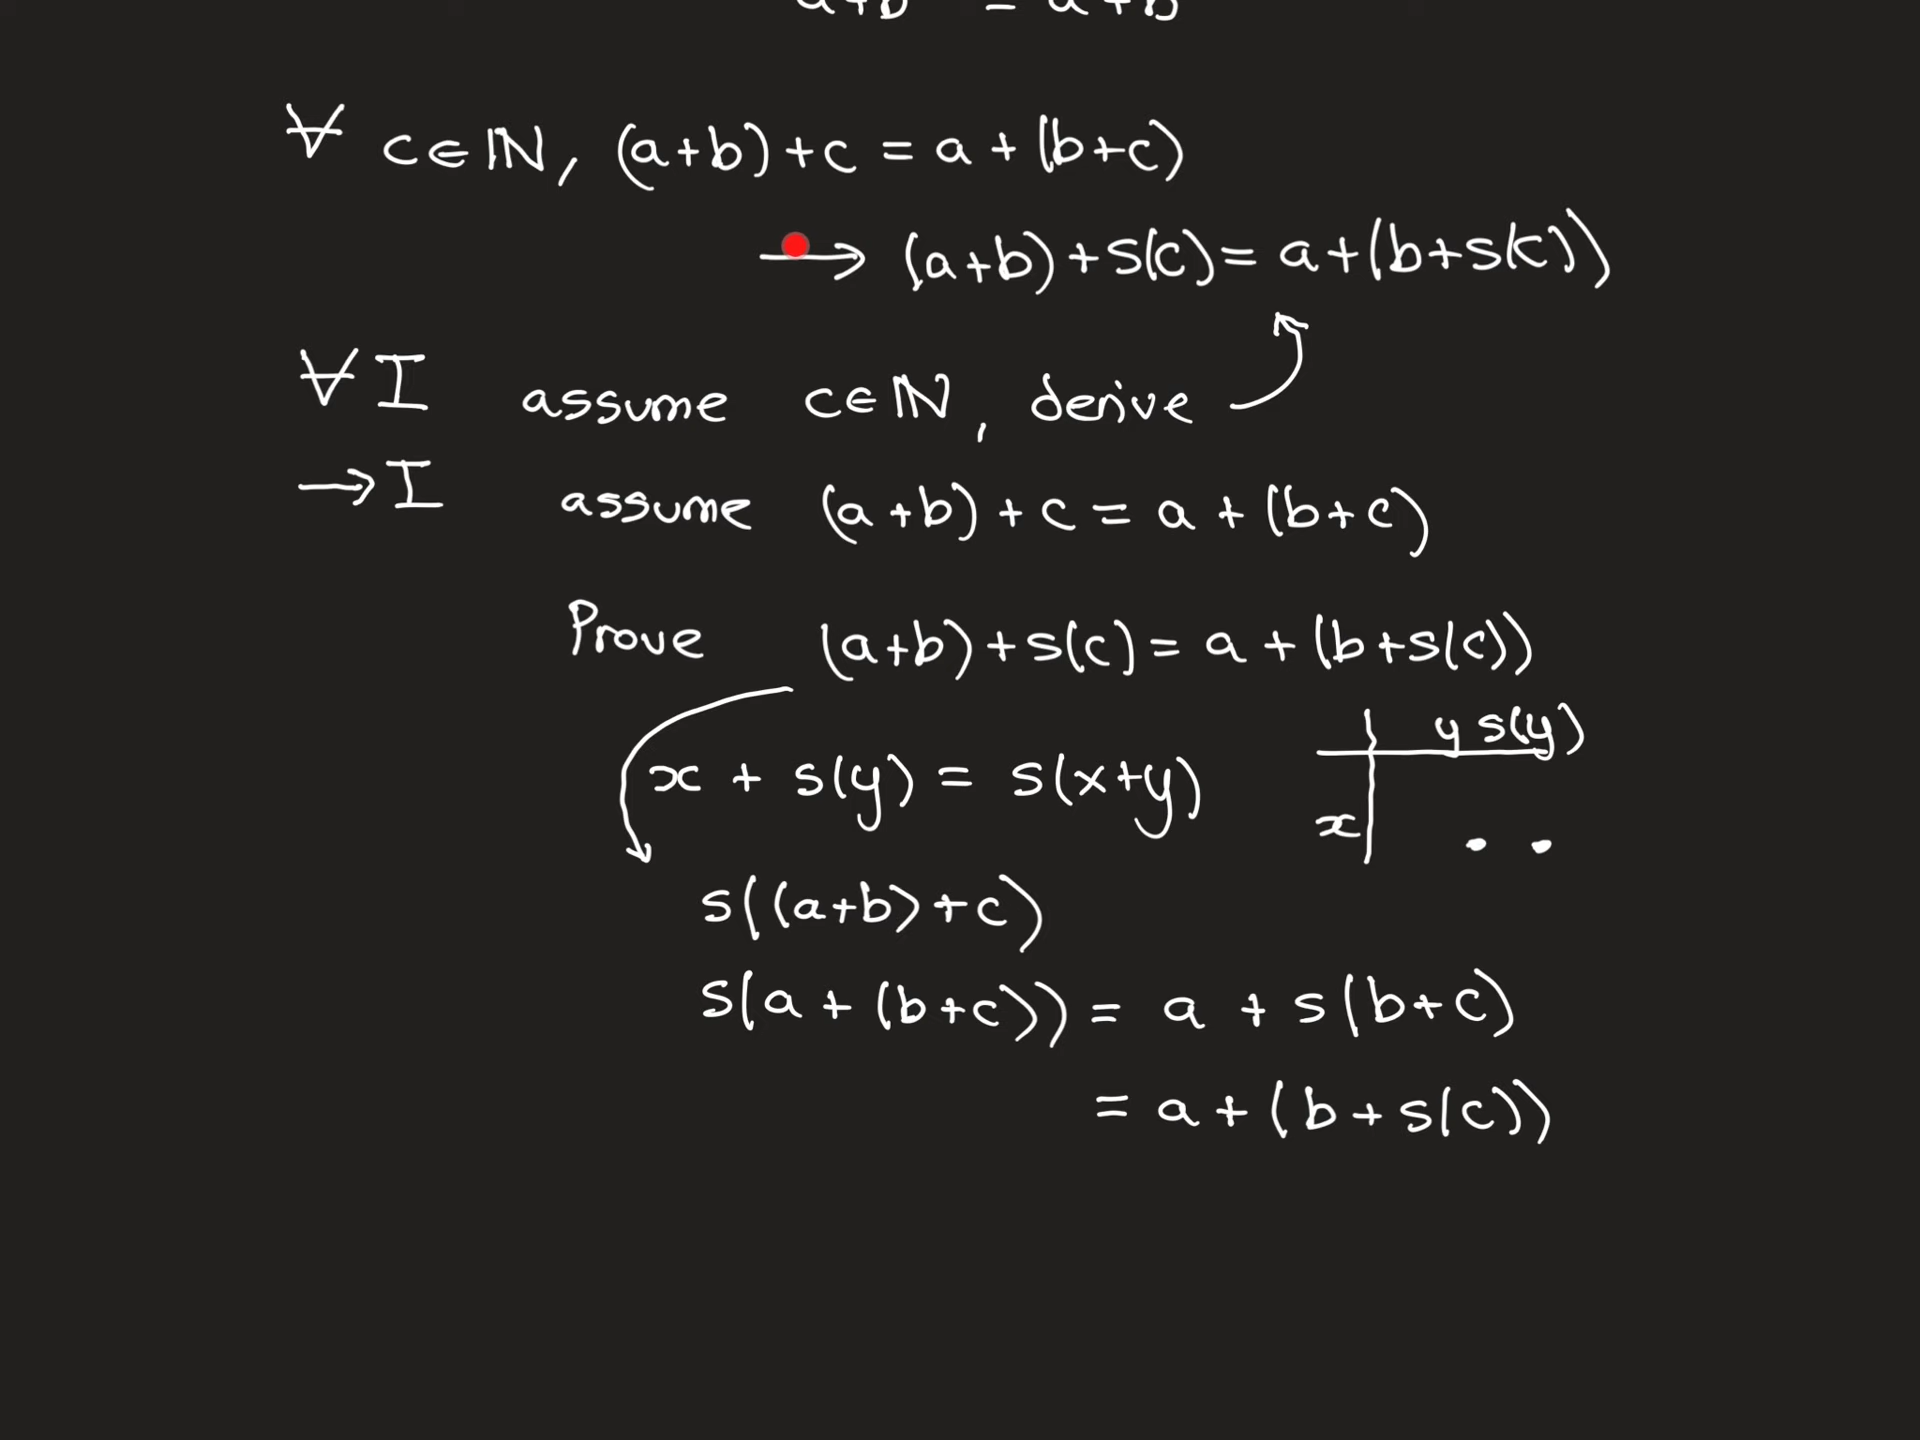 a+b = a+b
∀ c∈ℕ, (a+b)+c = a+(b+c)
→ (a+b)+s(c) = a+(b+s(c))
∀I assume c∈ℕ, derive
→I assume (a+b)+c = a+(b+c)
Prove (a+b)+s(c) = a+(b+s(c))
y s(y)
x + s(y) = s(x+y)
x
s((a+b)+c)
s(a+(b+c)) = a + s(b+c)
= a+(b+s(c))